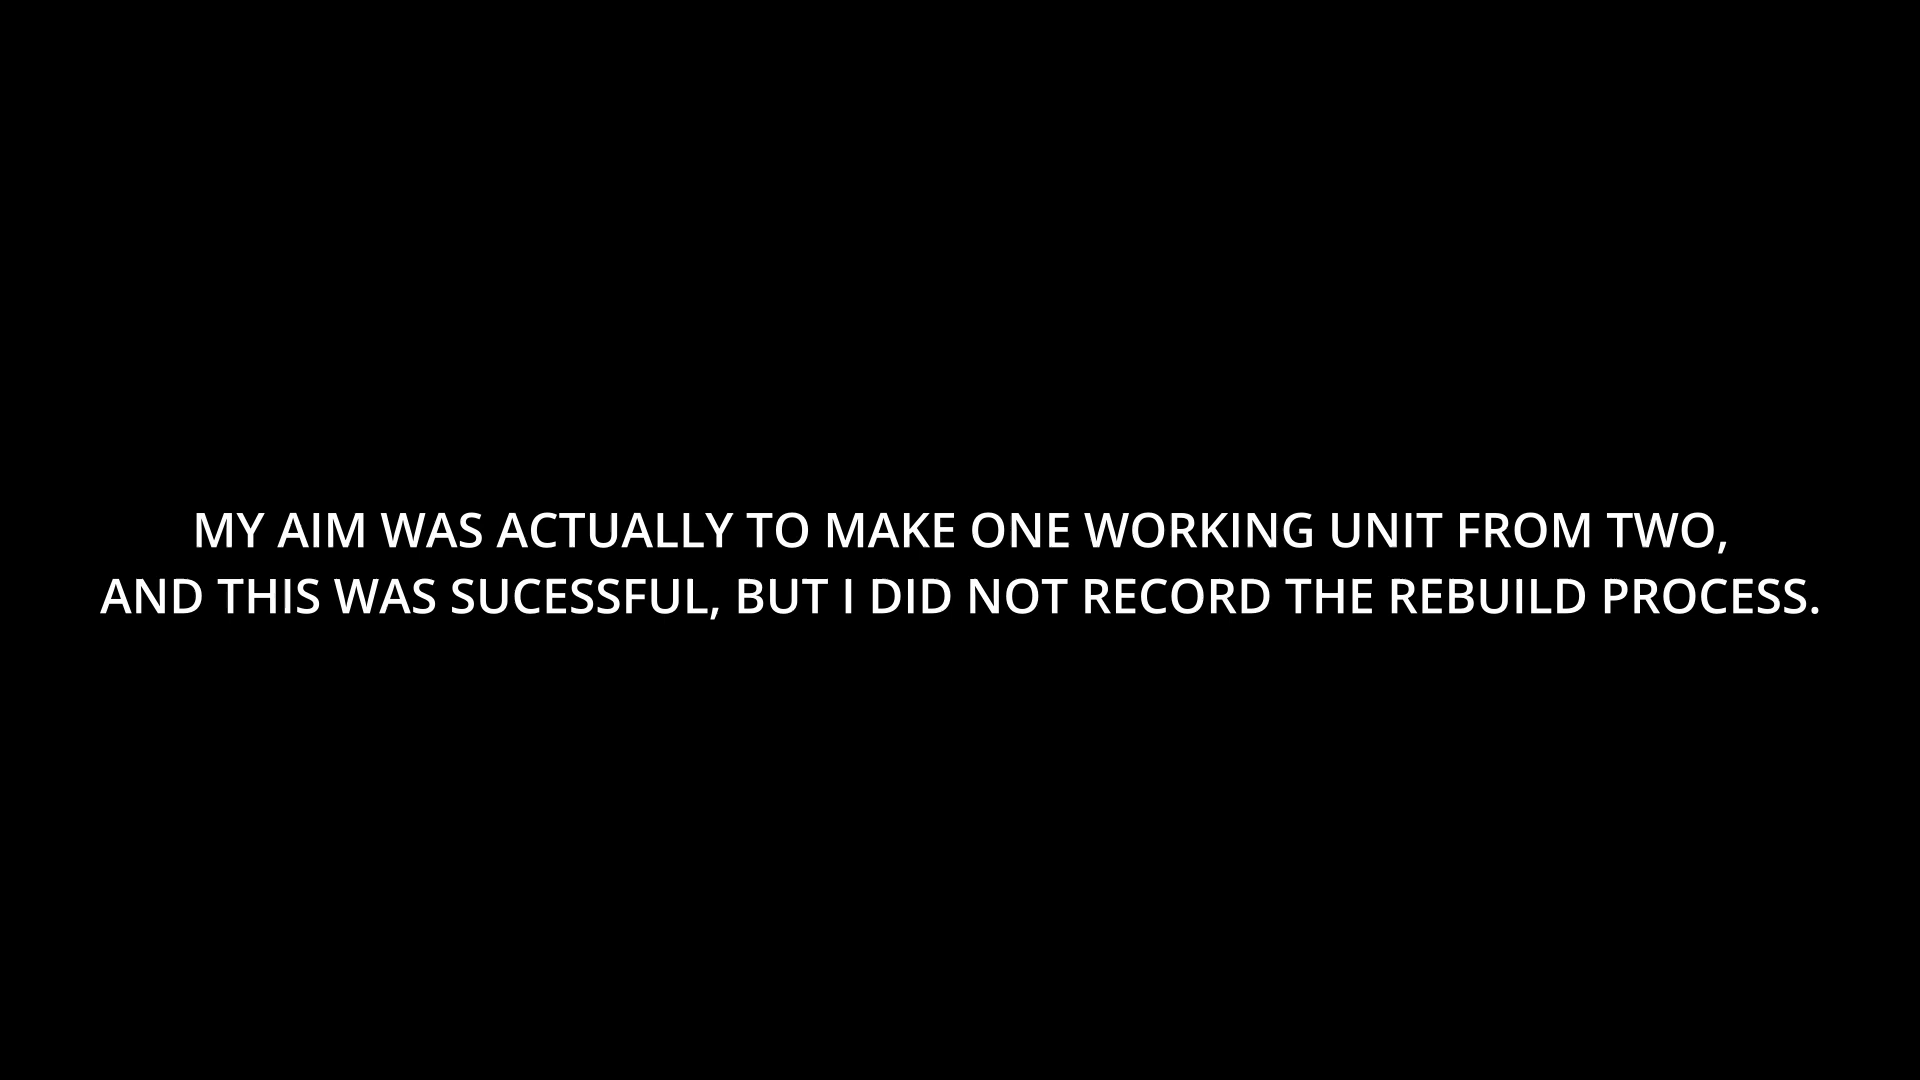 MY AIM WAS ACTUALLY TO MAKE ONE WORKING UNIT FROM TWO,
AND THIS WAS SUCESSFUL, BUT I DID NOT RECORD THE REBUILD PROCESS.